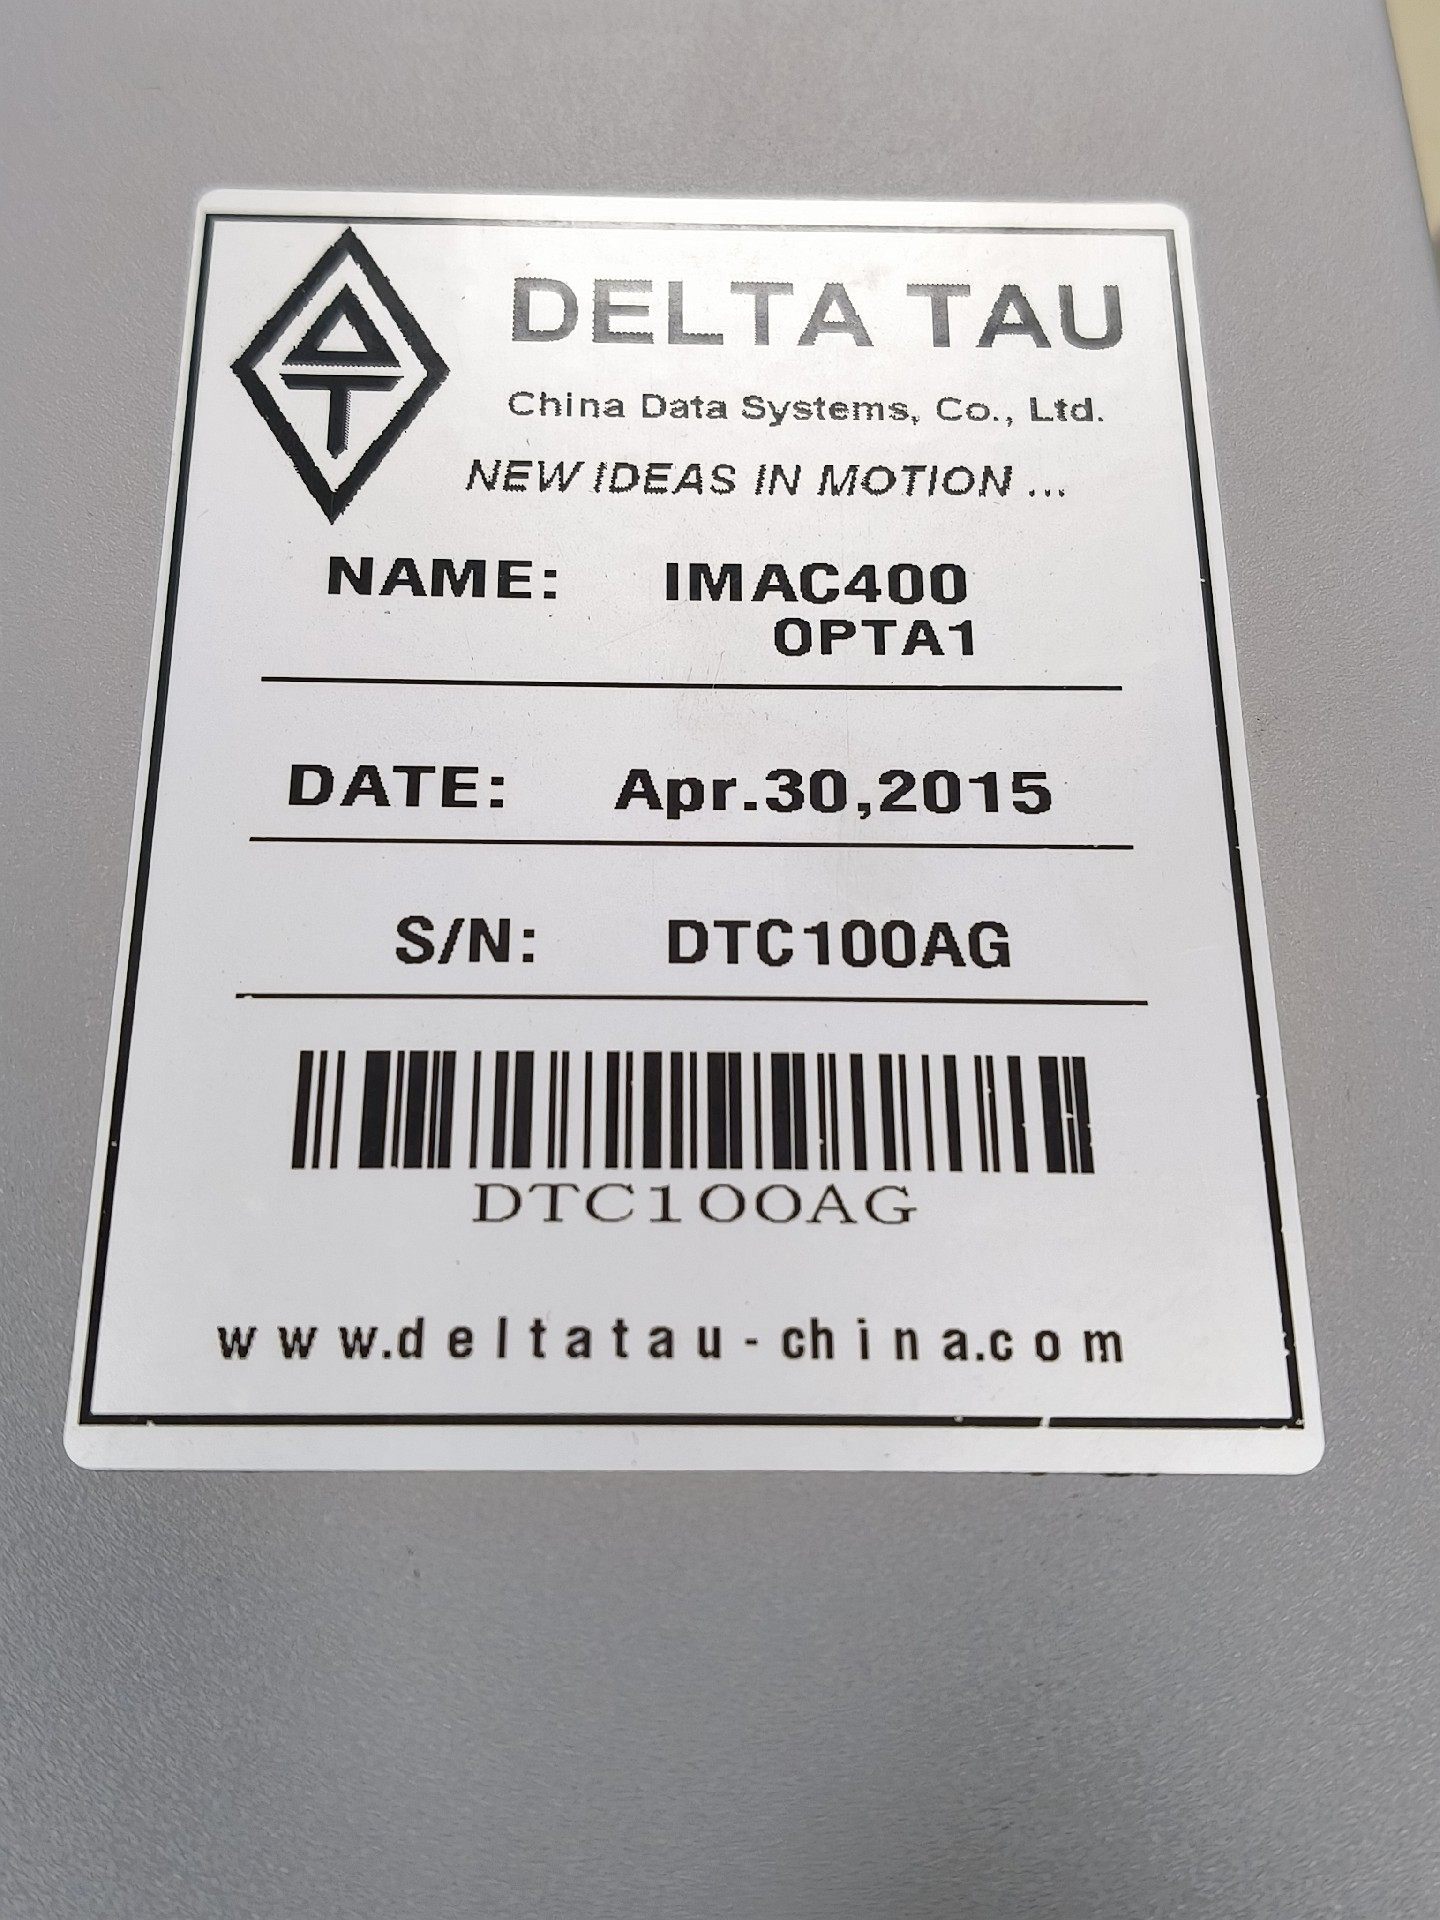 DELTA TAU
China Data Systems, Co., Ltd.
NEW IDEAS IN MOTION ...
NAME: IMAC400
OPTA1
DATE: Apr.30,2015
S/N: DTC100AG
DTC100AG
www.deltatau-china.com